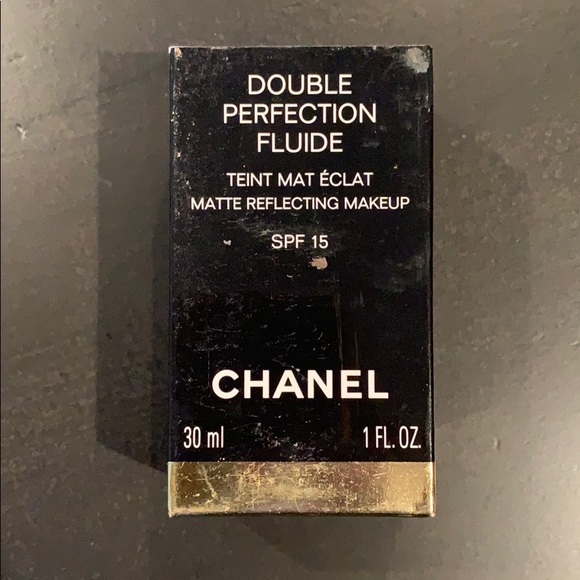 DOUBLE
PERFECTION
FLUIDE
TEINT MAT ÉCLAT
MATTE REFLECTING MAKEUP
SPF 15
CHANEL
30 ml 1 FL. OZ.